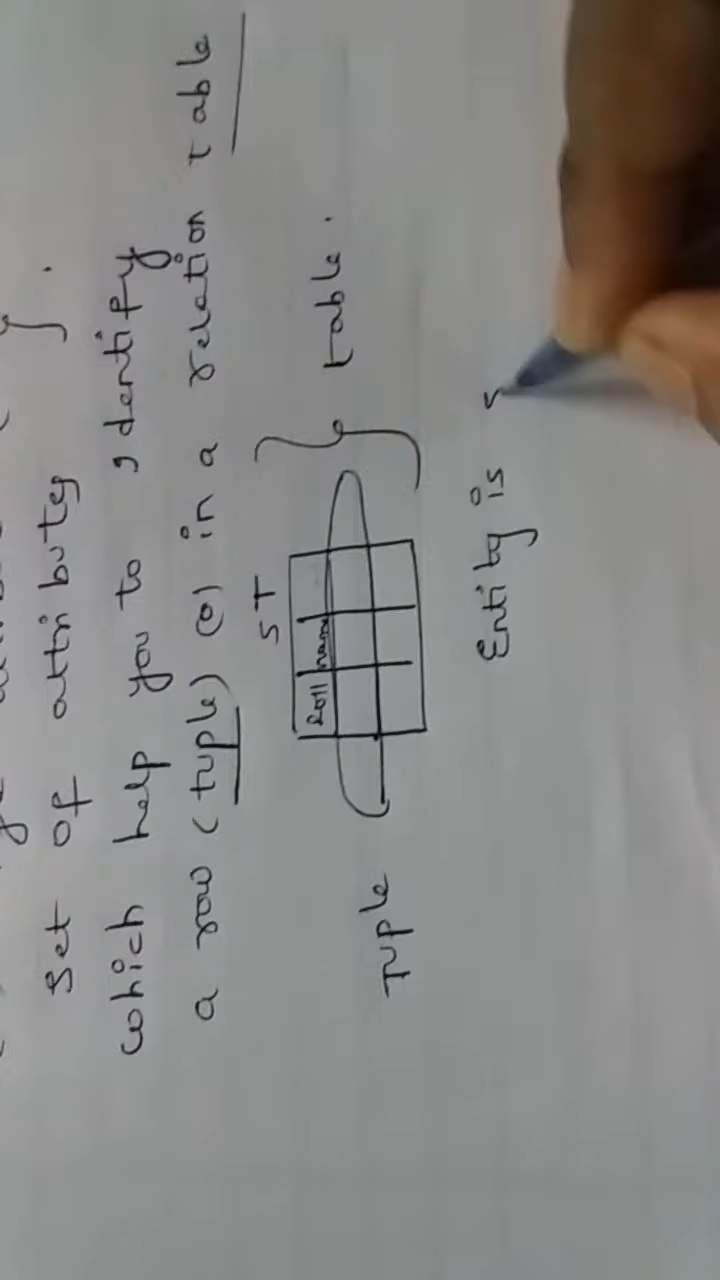 set of attributes
which help you to identify
a row (tuple) (or) in a relation table
ST
roll name
table.
Tuple
Entity is s